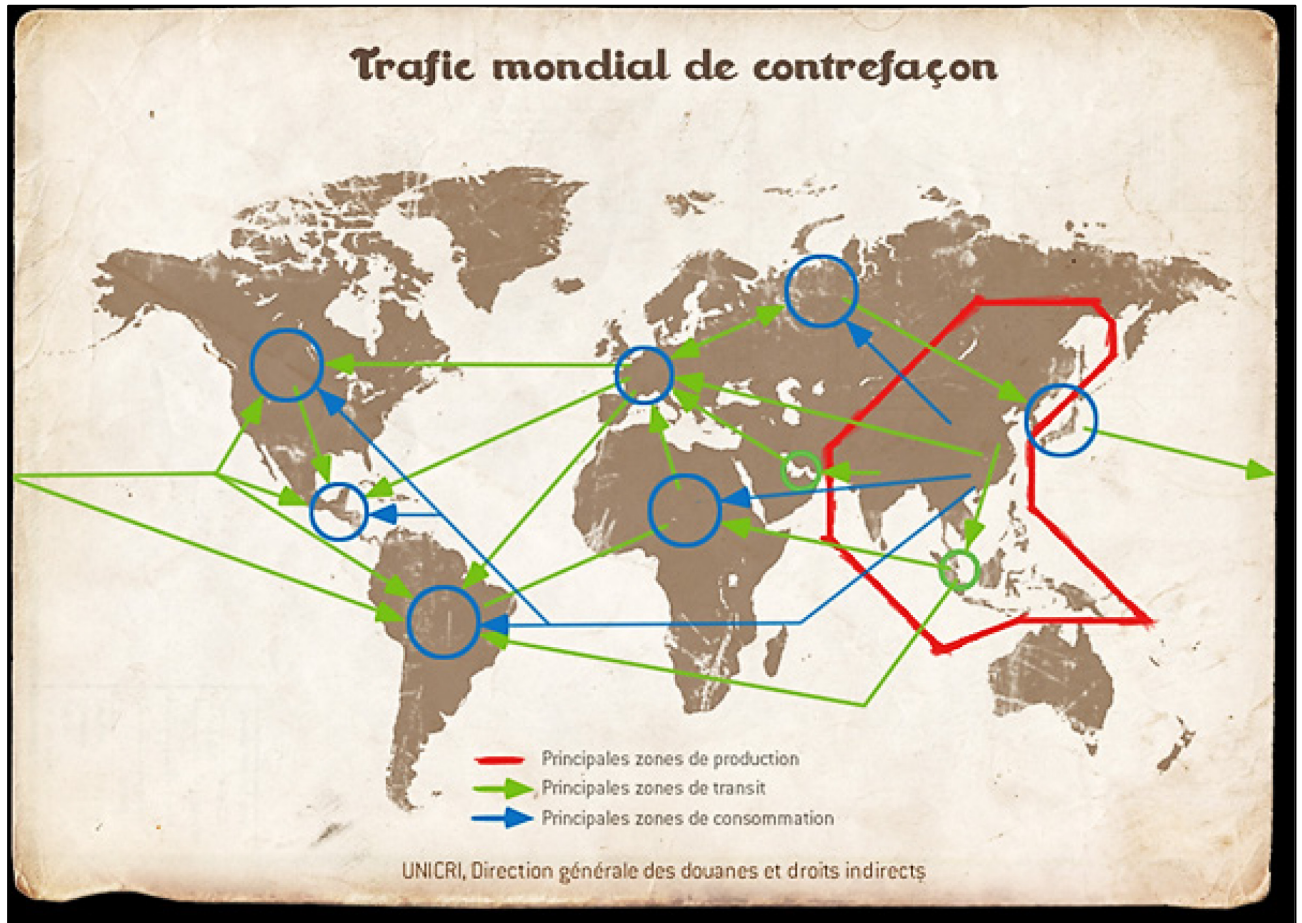 Trafic mondial de contrefaçon
Principales zones de production
Principales zones de transit
Principales zones de consommation
UNICRI, Direction générale des douanes et droits indirects